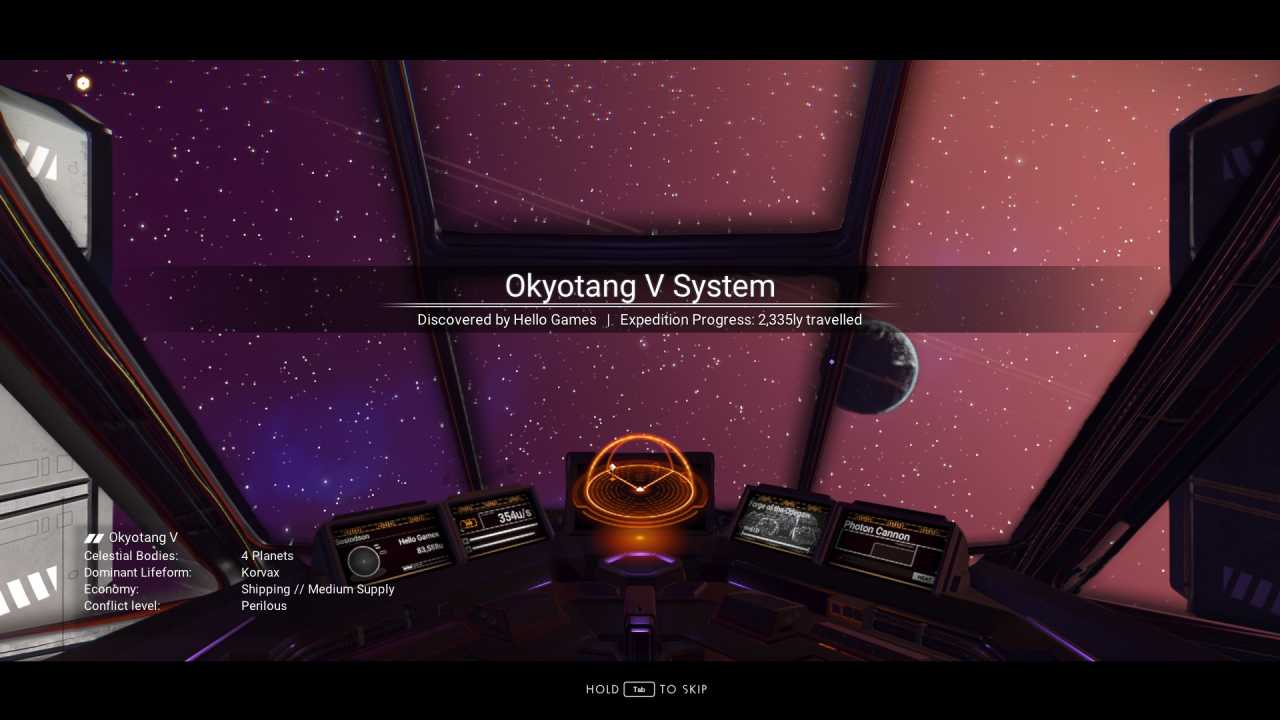 Okyotang V System
Discovered by Hello Games | Expedition Progress: 2,335ly travelled
354u/s
Hello Games
Photon Cannon
Okyotang V
Celestial Bodies: 4 Planets
Dominant Lifeform: Korvax
Economy: Shipping // Medium Supply
Conflict level: Perilous
HOLD Tab TO SKIP